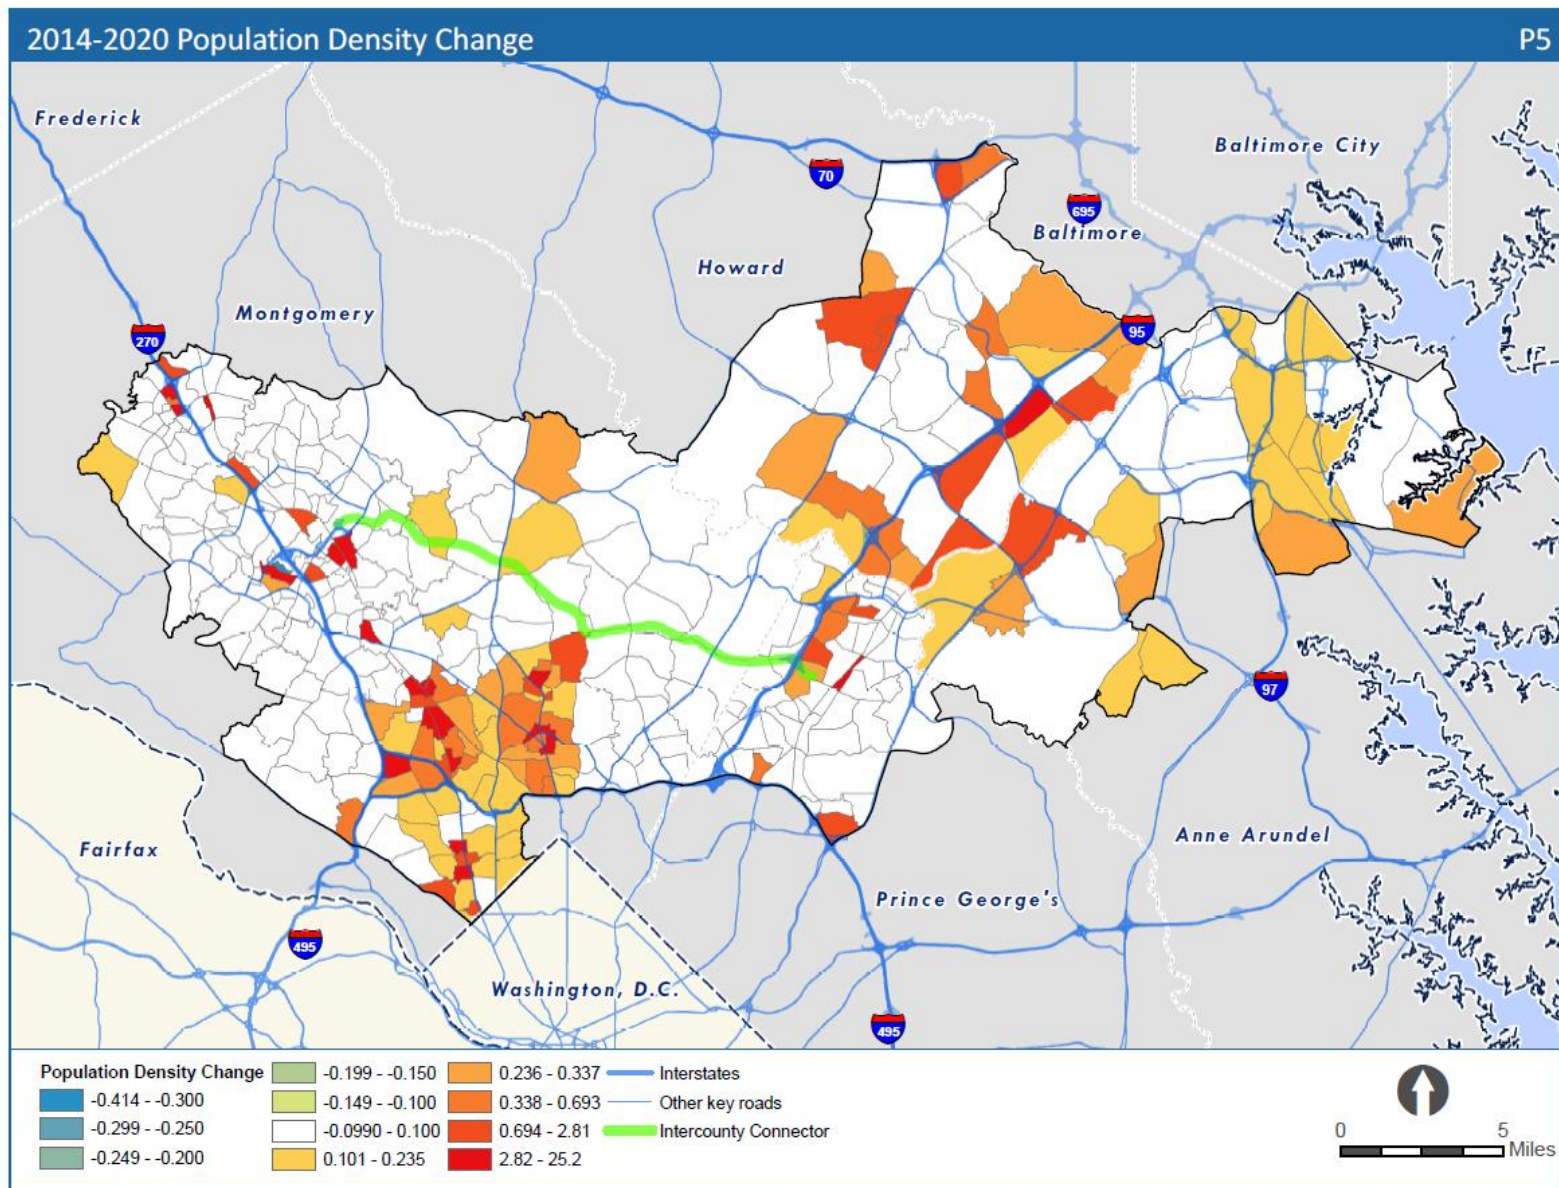 2014-2020 Population Density Change
P5
Frederick
Baltimore City
70
695
Baltimore
Howard
Montgomery
270
95
97
Fairfax
Anne Arundel
Prince George's
495
Washington, D.C.
495
Population Density Change
-0.414 - -0.300
-0.299 - -0.250
-0.249 - -0.200
-0.199 - -0.150
-0.149 - -0.100
-0.0990 - 0.100
0.101 - 0.235
0.236 - 0.337
0.338 - 0.693
0.694 - 2.81
2.82 - 25.2
Interstates
Other key roads
Intercounty Connector
0 5
Miles